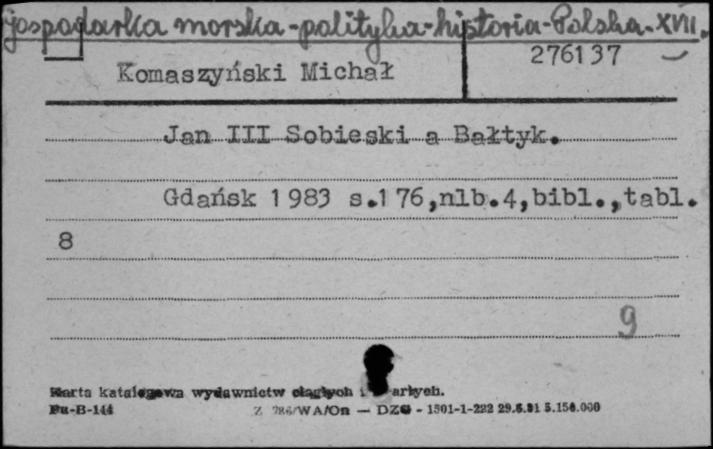 Gospodarka morska-polityka-historia-Polska-XVII.
276137
Komaszyński Michał
Jan III Sobieski a Bałtyk.
Gdańsk 1983 s.176,nlb.4,bibl.,tabl.
8
9
Karta katalogowa wydawnictw ciągłych i
Pu-B-144 Z 786/WA/On — DZG - 1501-1-222 29.5.81 5.150.000